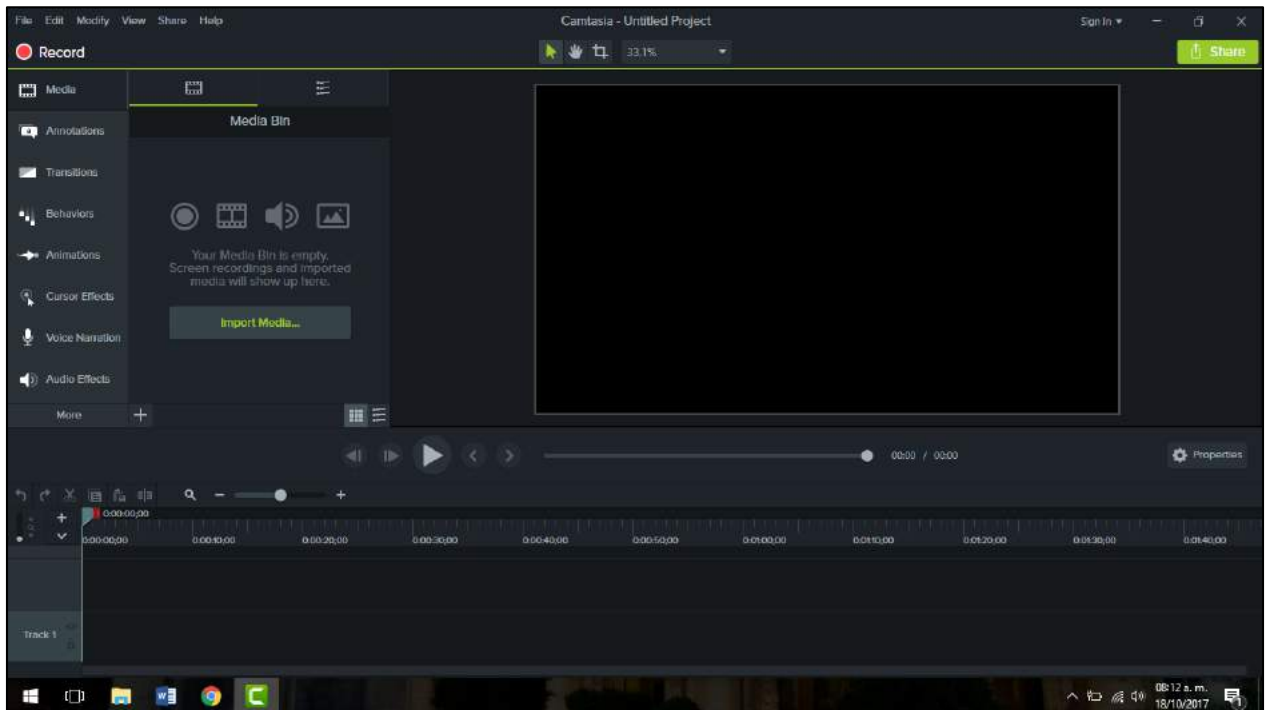 File Edit Modify View Share Help
Camtasia - Untitled Project
Sign In
Record
33.1%
Share
Media
Annotations
Transitions
Behaviors
Animations
Cursor Effects
Voice Narration
Audio Effects
More
Media Bin
Your Media Bin is empty.
Screen recordings and imported
media will show up here.
Import Media...
00:00 / 00:00
Properties
0:00:00;00
0:00:00;00 0:00:10;00 0:00:20;00 0:00:30;00 0:00:40;00 0:00:50;00 0:01:00;00 0:01:10;00 0:01:20;00 0:01:30;00 0:01:40;00
Track 1
08:12 a. m.
18/10/2017